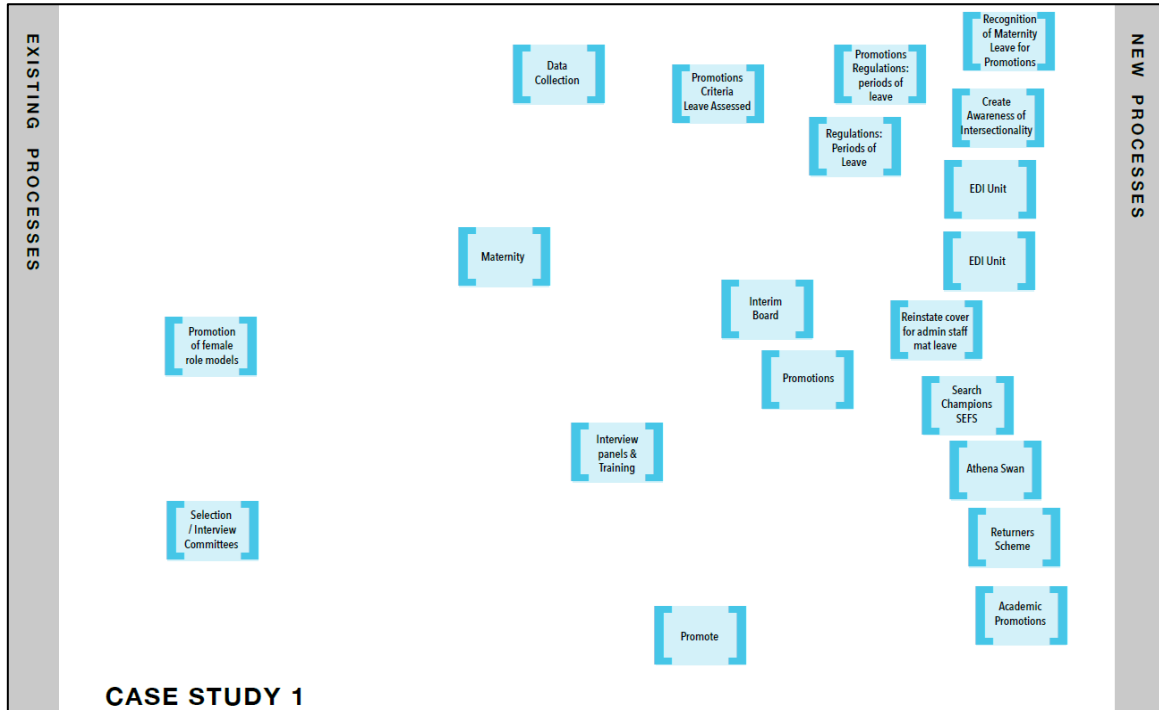 EXISTING PROCESSES
NEW PROCESSES
Recognition
of Maternity
Leave for
Promotions
Data
Collection
Promotions
Criteria
Leave Assessed
Promotions
Regulations:
periods of
leave
Create
Awareness of
Intersectionality
Regulations:
Periods of
Leave
EDI Unit
Maternity
EDI Unit
Interim
Board
Reinstate cover
for admin staff
mat leave
Promotion
of female
role models
Promotions
Search
Champions
SEFS
Interview
panels &
Training
Athena Swan
Selection
/ Interview
Committees
Returners
Scheme
Academic
Promotions
Promote
CASE STUDY 1